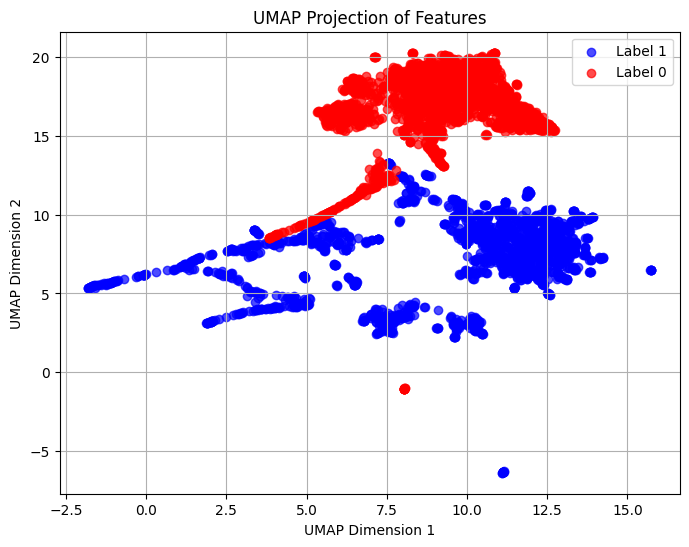 UMAP Projection of Features
Label 1
Label 0
20
15
10
5
0
−5
UMAP Dimension 2
−2.5 0.0 2.5 5.0 7.5 10.0 12.5 15.0
UMAP Dimension 1